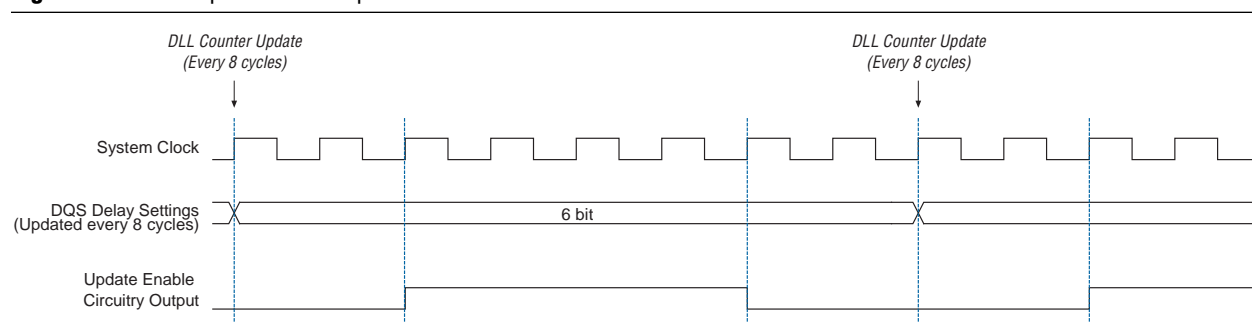 DLL Counter Update
(Every 8 cycles)
DLL Counter Update
(Every 8 cycles)
System Clock
DQS Delay Settings
(Updated every 8 cycles)
6 bit
Update Enable
Circuitry Output